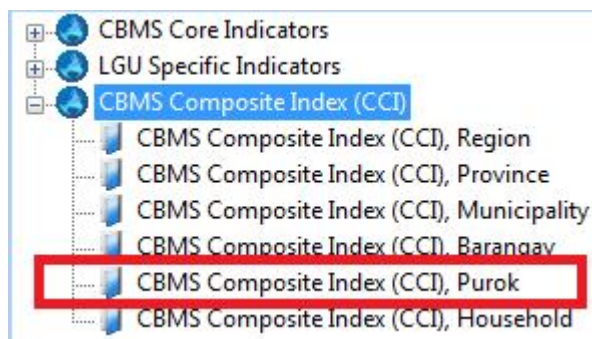 CBMS Core Indicators
LGU Specific Indicators
CBMS Composite Index (CCI)
CBMS Composite Index (CCI), Region
CBMS Composite Index (CCI), Province
CBMS Composite Index (CCI), Municipality
CBMS Composite Index (CCI), Barangay
CBMS Composite Index (CCI), Purok
CBMS Composite Index (CCI), Household